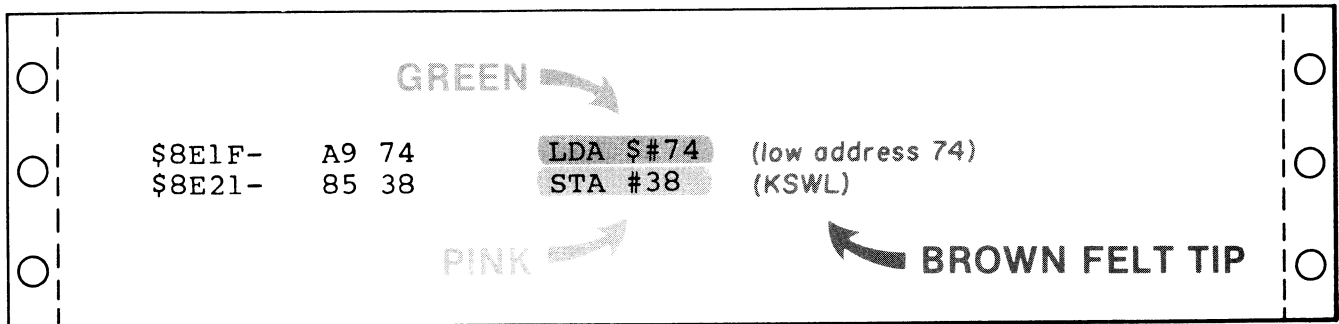 GREEN
$8E1F- A9 74 LDA $#74 (low address 74)
$8E21- 85 38 STA #38 (KSWL)
PINK
BROWN FELT TIP